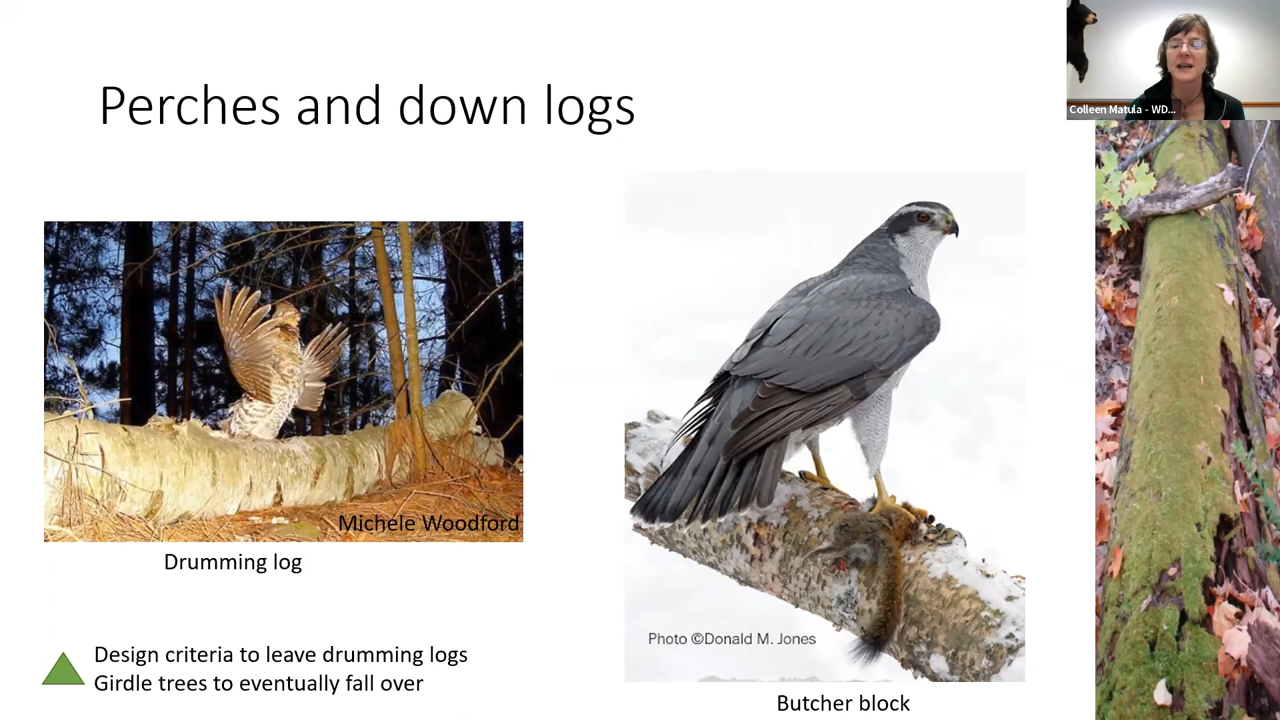 Perches and down logs
Colleen Matula - WD...
Michele Woodford
Drumming log
Design criteria to leave drumming logs
Girdle trees to eventually fall over
Photo ©Donald M. Jones
Butcher block